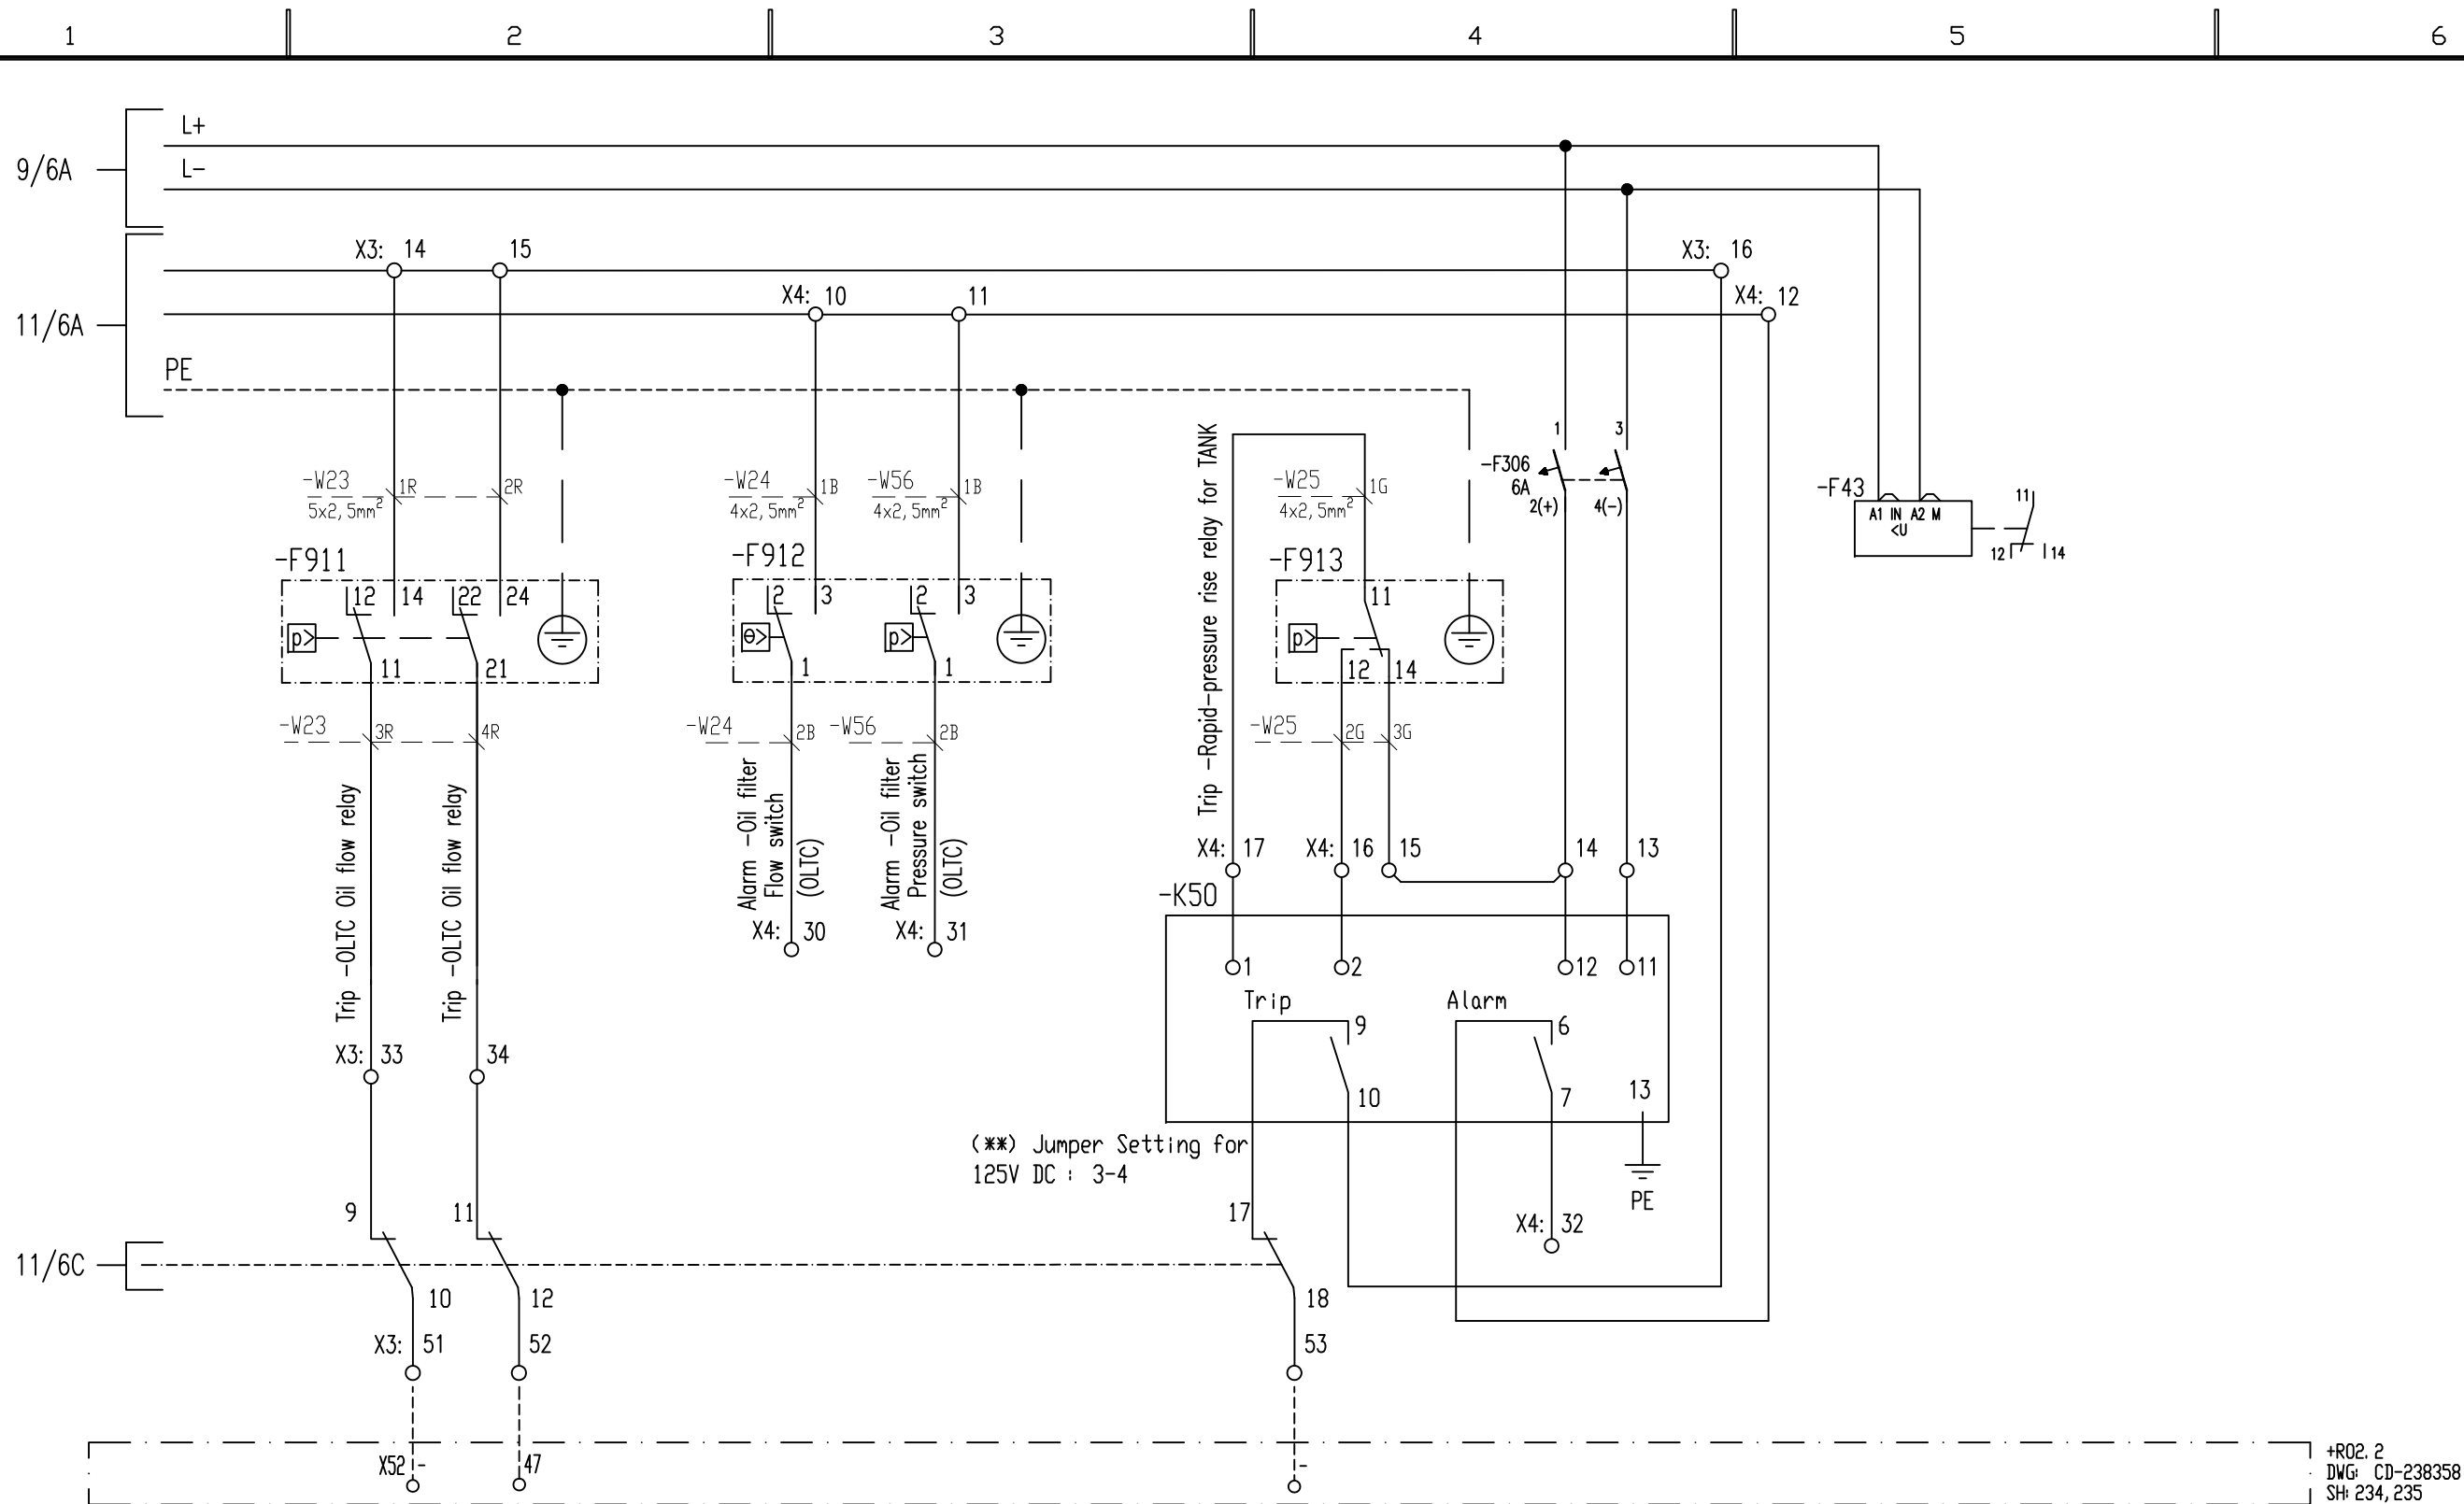 1 2 3 4 5 6
L+
9/6A
L-
X3: 14 15 X3: 16
X4: 10 11 X4: 12
11/6A
PE
1 3
-F306
6A
2(+) 4(-)
-W23 1R 2R
5x2,5mm²
-W24 1B
4x2,5mm²
-W56 1B
4x2,5mm²
-W25 1G
4x2,5mm²
-F43
A1 IN A2 M
<U
11
12 14
-F911
12 14 22 24
p>
11 21
-F912
2 3 2 3
θ> p>
1 1
-F913
11
p>
12 14
-W23 3R 4R
-W24 2B
-W56 2B
-W25 2G 3G
Trip -OLTC Oil flow relay
Trip -OLTC Oil flow relay
Alarm -Oil filter
Flow switch
(OLTC)
Alarm -Oil filter
Pressure switch
(OLTC)
Trip -Rapid-pressure rise relay for TANK
X4: 17 X4: 16 15 14 13
-K50
X4: 30 X4: 31
1 2 12 11
Trip Alarm
9 6
10 7 13
X3: 33 34
(**) Jumper Setting for
125V DC : 3-4
PE
X4: 32
9 11 17
11/6C
10 12 18
X3: 51 52 53
X52 - 47 -
+R02.2
DWG: CD-238358
SH: 234,235